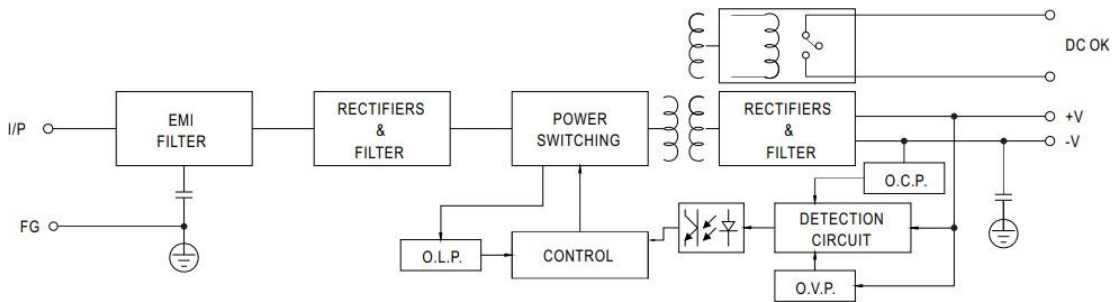 DC OK
I/P
EMI
FILTER
RECTIFIERS
&
FILTER
POWER
SWITCHING
RECTIFIERS
&
FILTER
+V
-V
O.C.P.
FG
DETECTION
CIRCUIT
O.L.P.
CONTROL
O.V.P.